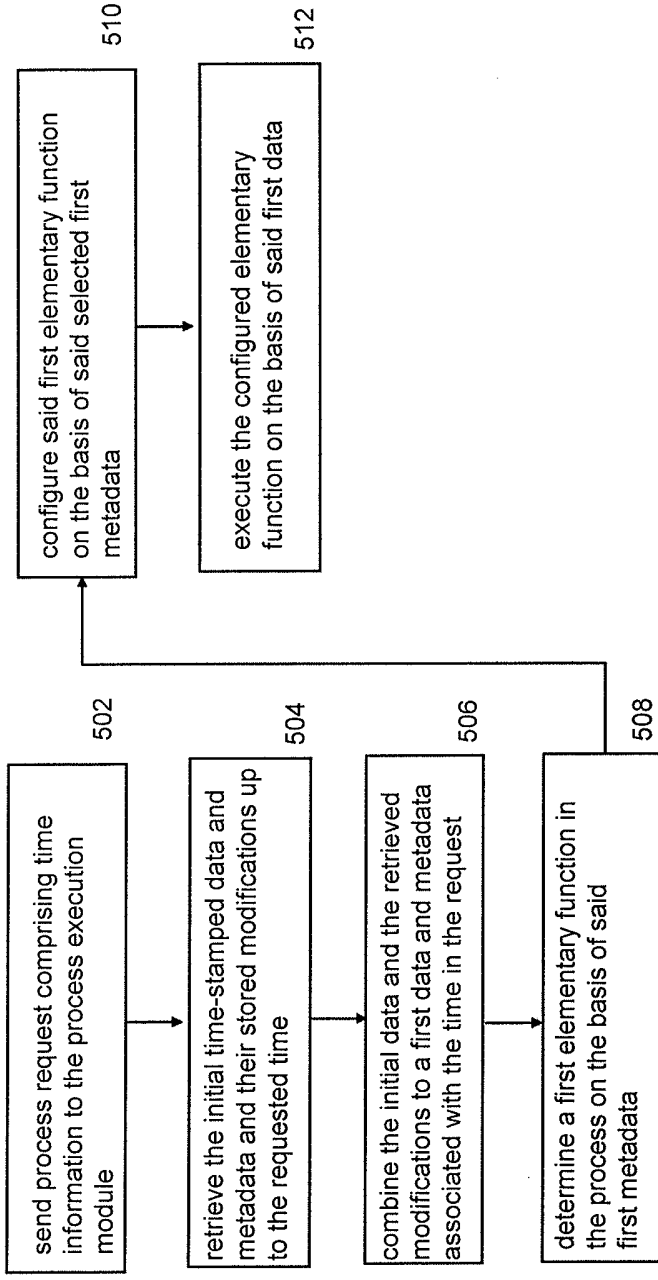 send process request comprising time
information to the process execution
module
502
retrieve the initial time-stamped data and
metadata and their stored modifications up
to the requested time
504
combine the initial data and the retrieved
modifications to a first data and metadata
associated with the time in the request
506
determine a first elementary function in
the process on the basis of said
first metadata
508
configure said first elementary function
on the basis of said selected first
metadata
510
execute the configured elementary
function on the basis of said first data
512